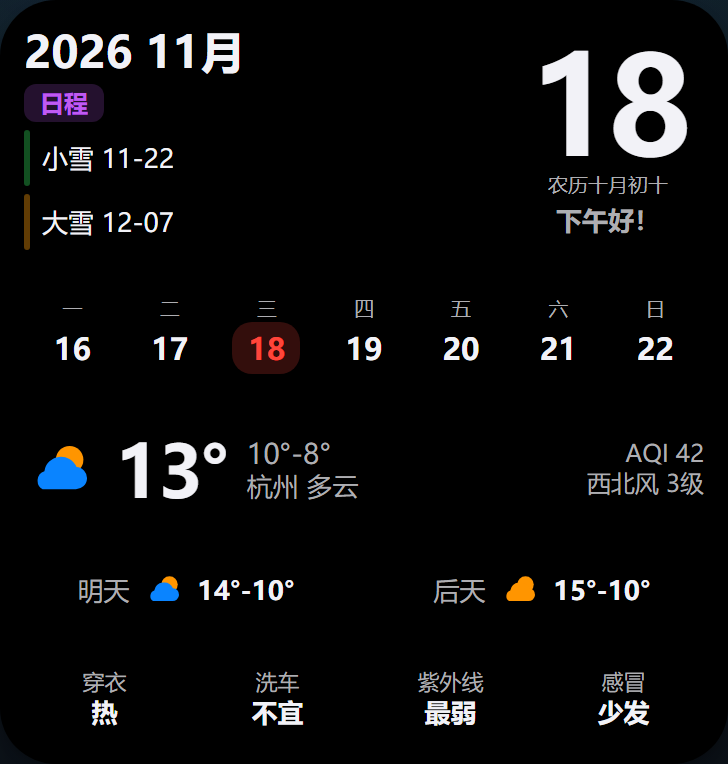 2026 11月
日程
小雪 11-22
大雪 12-07
18
农历十月初十
下午好!
一 二 三 四 五 六 日
16 17 18 19 20 21 22
13°
10°-8°
杭州 多云
AQI 42
西北风 3级
明天 14°-10°
后天 15°-10°
穿衣 洗车 紫外线 感冒
热 不宜 最弱 少发